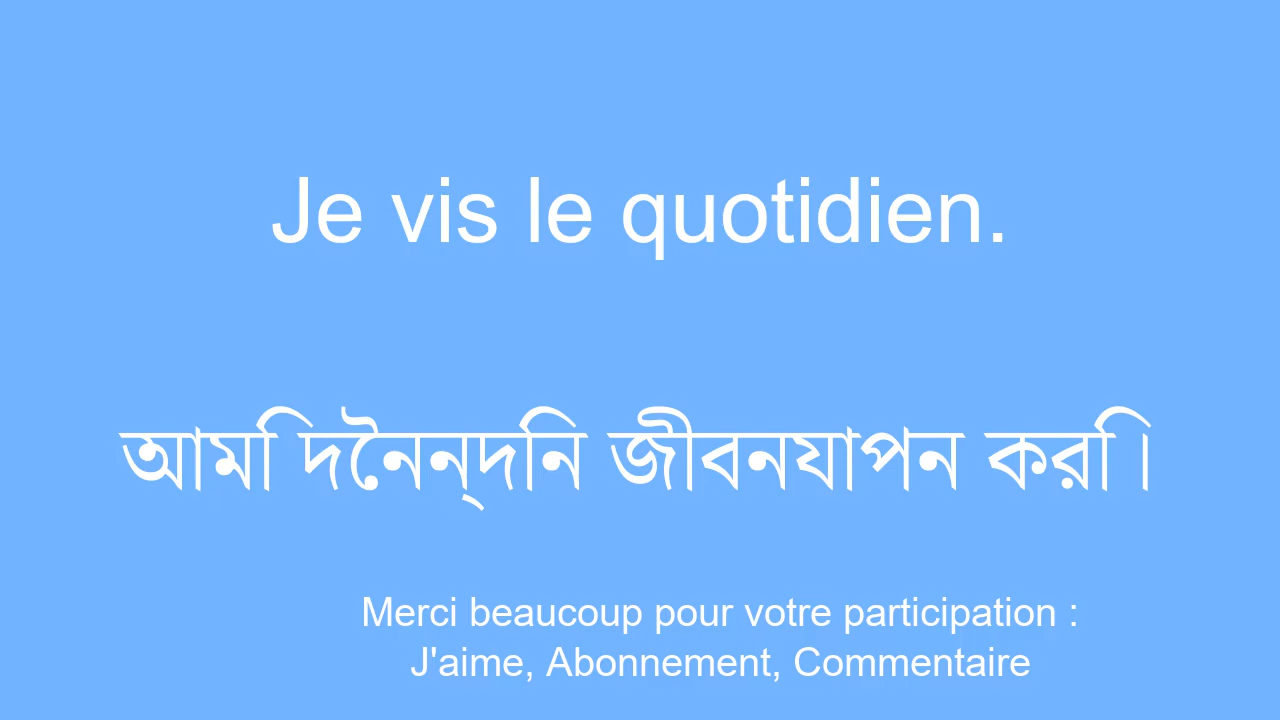 Je vis le quotidien.
আমি দৈনন্দিন জীবনযাপন করি।
Merci beaucoup pour votre participation :
J'aime, Abonnement, Commentaire